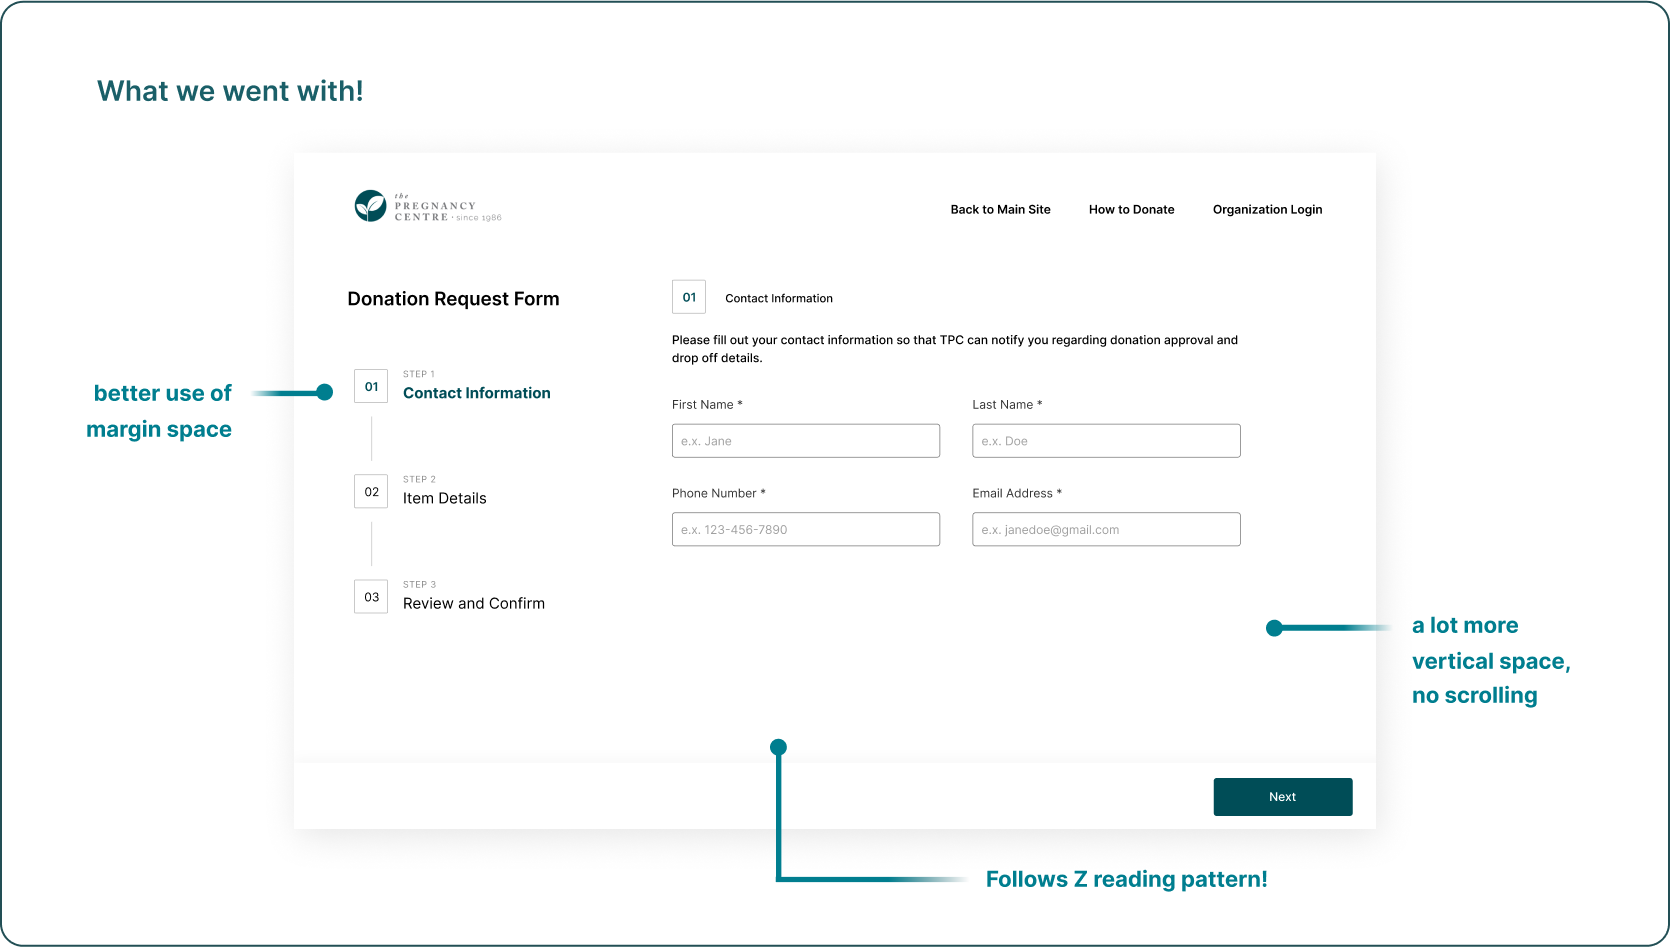 What we went with!
the
PREGNANCY
CENTRE · since 1986
Back to Main Site
How to Donate
Organization Login
Donation Request Form
01
STEP 1
Contact Information
02
STEP 2
Item Details
03
STEP 3
Review and Confirm
01
Contact Information
Please fill out your contact information so that TPC can notify you regarding donation approval and
drop off details.
First Name *
e.x. Jane
Last Name *
e.x. Doe
Phone Number *
e.x. 123-456-7890
Email Address *
e.x. janedoe@gmail.com
Next
better use of
margin space
a lot more
vertical space,
no scrolling
Follows Z reading pattern!